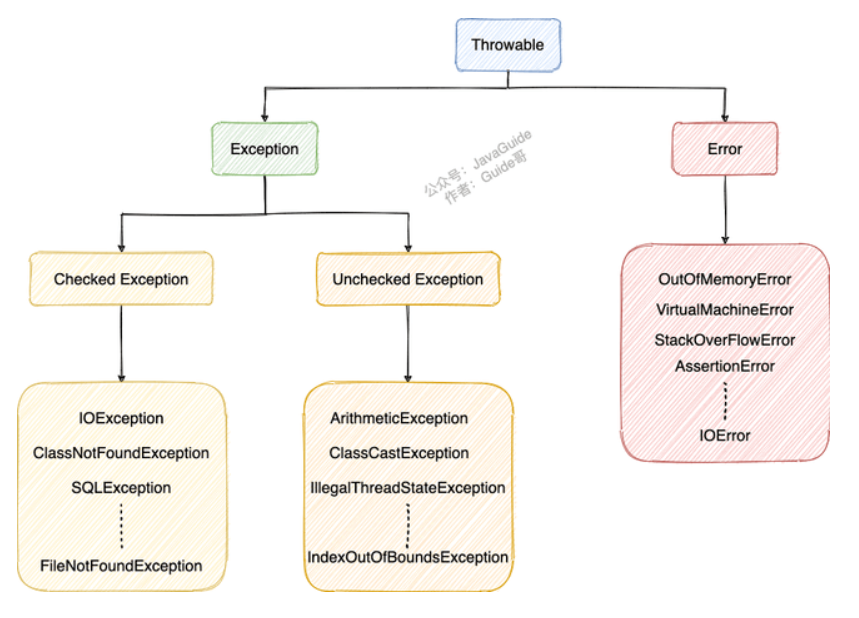 Throwable
Exception
Error
公众号：JavaGuide
作者：Guide哥
Checked Exception
Unchecked Exception
IOException
ClassNotFoundException
SQLException
FileNotFoundException
ArithmeticException
ClassCastException
IllegalThreadStateException
IndexOutOfBoundsException
OutOfMemoryError
VirtualMachineError
StackOverFlowError
AssertionError
IOError